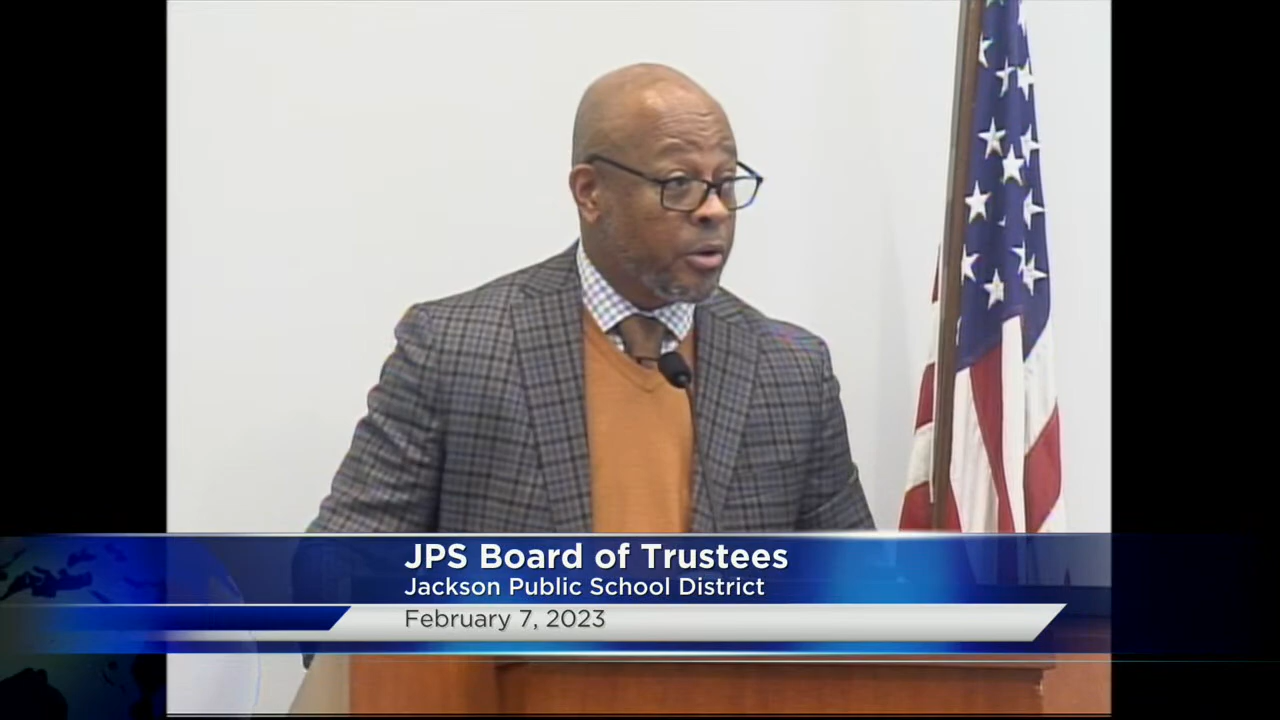 JPS Board of Trustees
Jackson Public School District
February 7, 2023